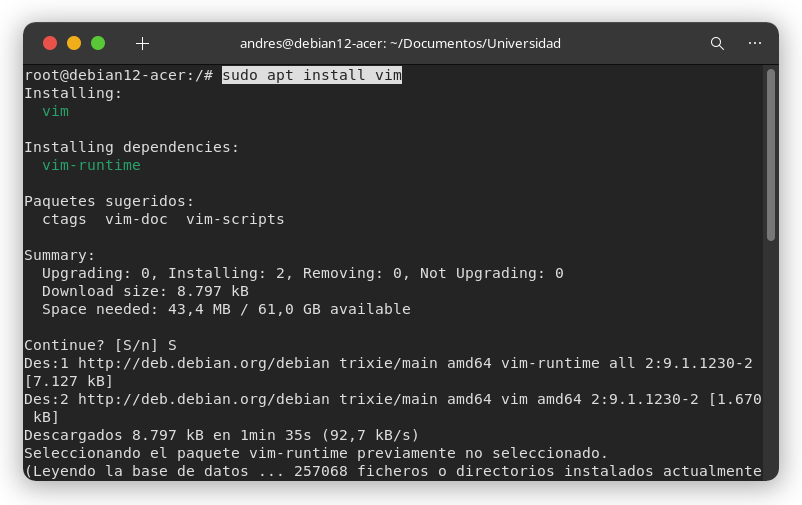 andres@debian12-acer: ~/Documentos/Universidad
root@debian12-acer:/# sudo apt install vim
Installing:
  vim

Installing dependencies:
  vim-runtime

Paquetes sugeridos:
  ctags  vim-doc  vim-scripts

Summary:
  Upgrading: 0, Installing: 2, Removing: 0, Not Upgrading: 0
  Download size: 8.797 kB
  Space needed: 43,4 MB / 61,0 GB available

Continue? [S/n] S
Des:1 http://deb.debian.org/debian trixie/main amd64 vim-runtime all 2:9.1.1230-2
[7.127 kB]
Des:2 http://deb.debian.org/debian trixie/main amd64 vim amd64 2:9.1.1230-2 [1.670
 kB]
Descargados 8.797 kB en 1min 35s (92,7 kB/s)
Seleccionando el paquete vim-runtime previamente no seleccionado.
(Leyendo la base de datos ... 257068 ficheros o directorios instalados actualmente